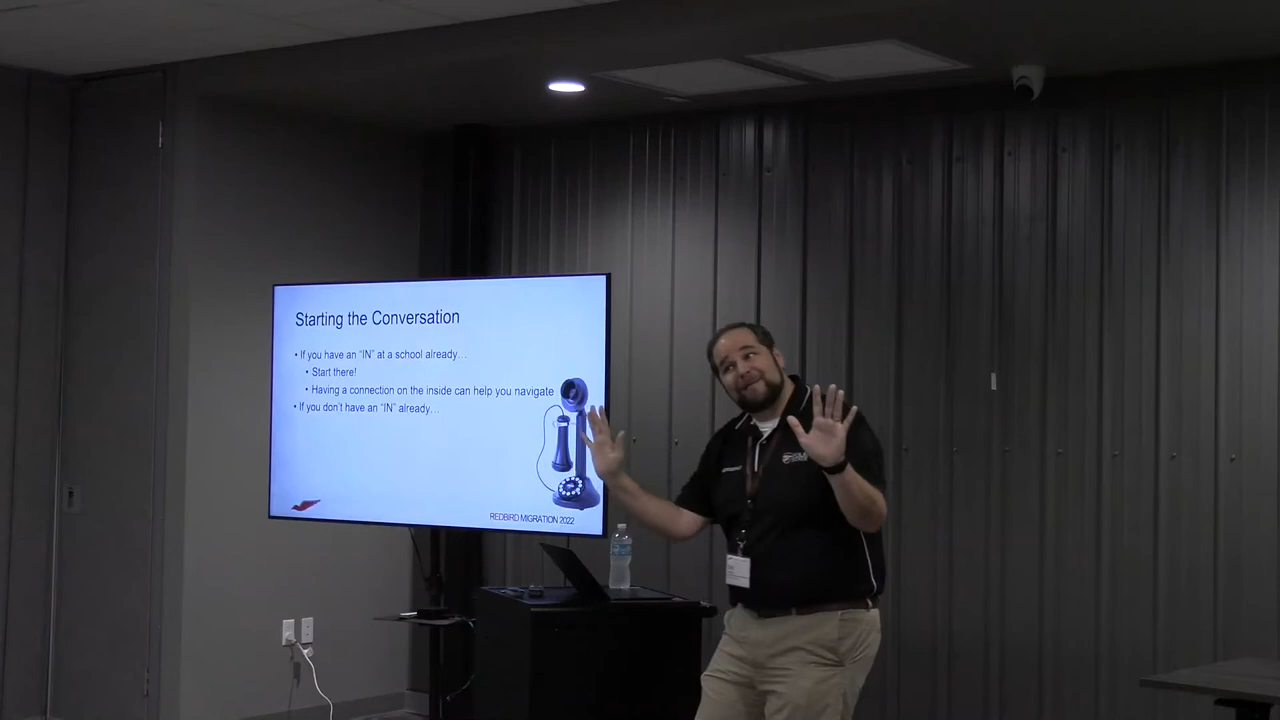 Starting the Conversation
• If you have an “IN” at a school already…
• Start there!
• Having a connection on the inside can help you navigate
• If you don’t have an “IN” already…
REDBIRD MIGRATION 2022